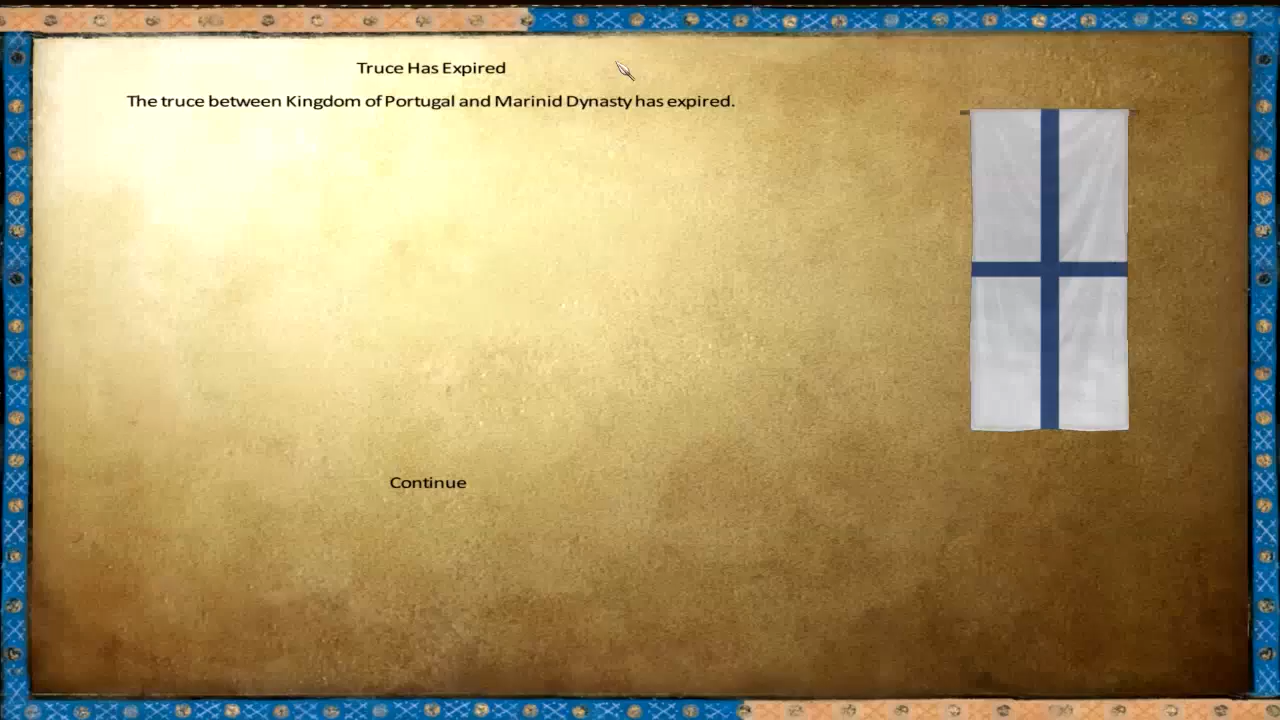 Truce Has Expired
The truce between Kingdom of Portugal and Marinid Dynasty has expired.
Continue